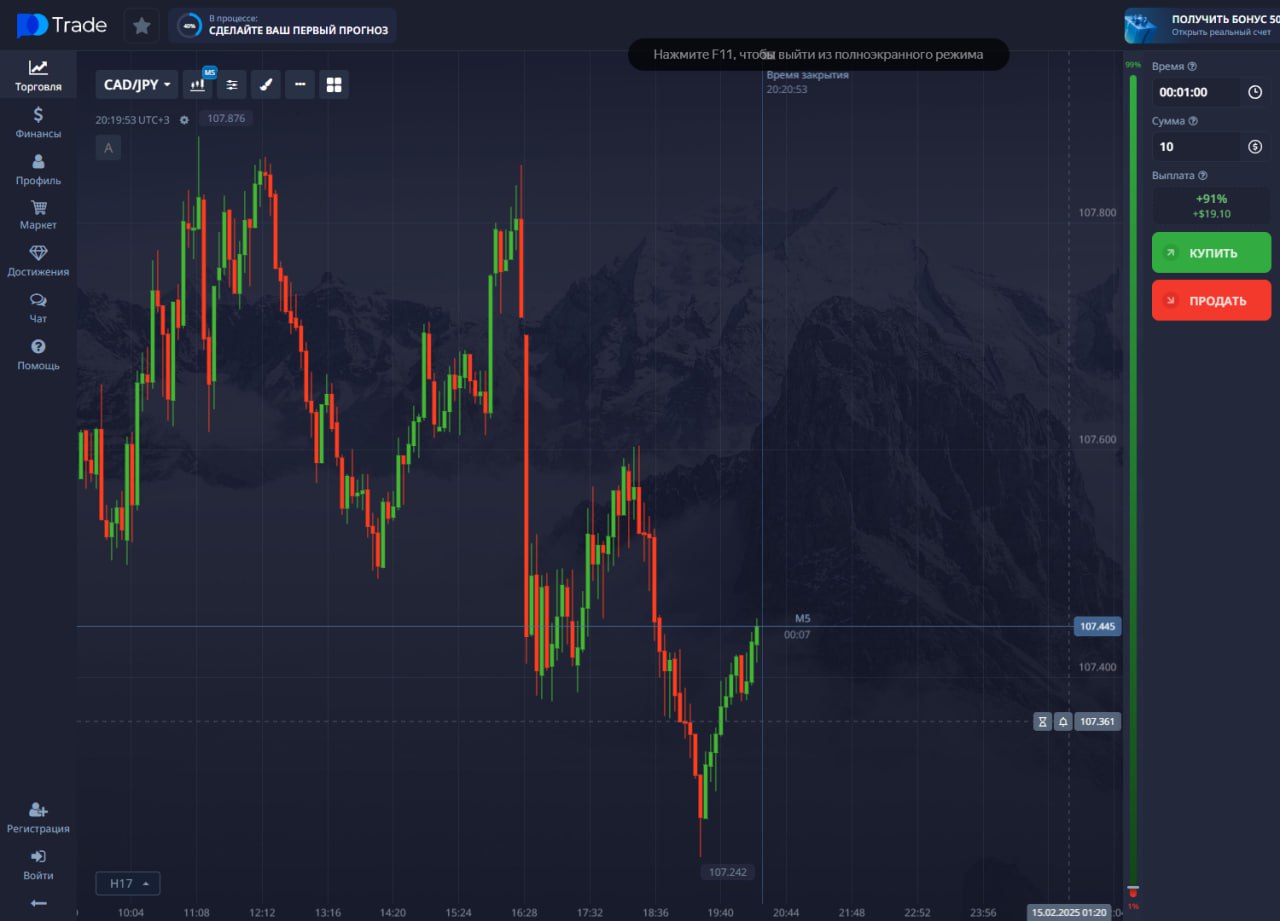 Trade
40%
В процессе:
СДЕЛАЙТЕ ВАШ ПЕРВЫЙ ПРОГНОЗ
ПОЛУЧИТЬ БОНУС 50
Открыть реальный счет
Нажмите F11, чтобы выйти из полноэкранного режима
Торговля
Финансы
Профиль
Маркет
Достижения
Чат
Помощь
Регистрация
Войти
CAD/JPY
M5
20:19:53 UTC+3
107.876
A
Время закрытия
20:20:53
107.800
107.600
M5
00:07
107.445
107.400
107.361
107.242
H17
10:04 11:08 12:12 13:16 14:20 15:24 16:28 17:32 18:36 19:40 20:44 21:48 22:52 23:56 15.02.2025 01:20
99%
1%
Время
00:01:00
Сумма
10
Выплата
+91%
+$19.10
КУПИТЬ
ПРОДАТЬ